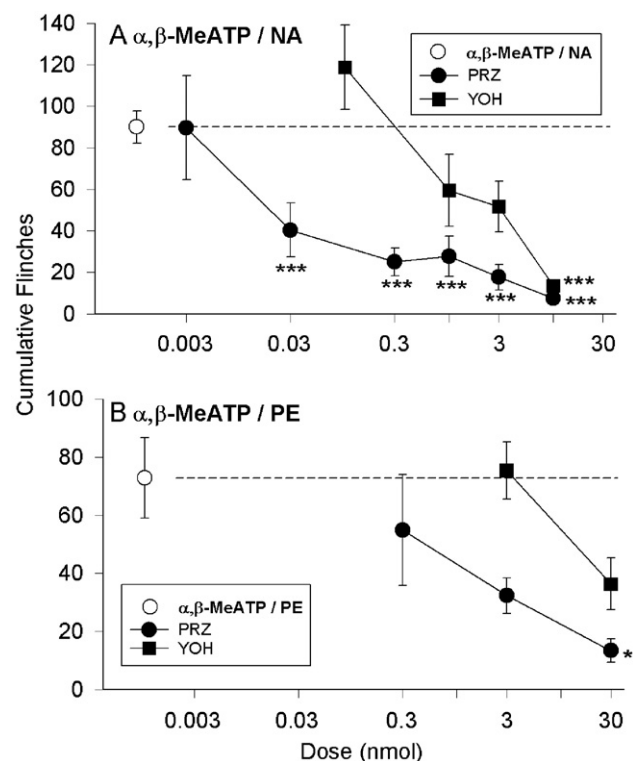 A α,β-MeATP / NA
α,β-MeATP / NA
PRZ
YOH
140
120
100
80
60
40
20
0
***
***
***
***
***
***
0.003 0.03 0.3 3 30
Cumulative Flinches
B α,β-MeATP / PE
100
80
60
40
20
0
α,β-MeATP / PE
PRZ
YOH
*
0.003 0.03 0.3 3 30
Dose (nmol)